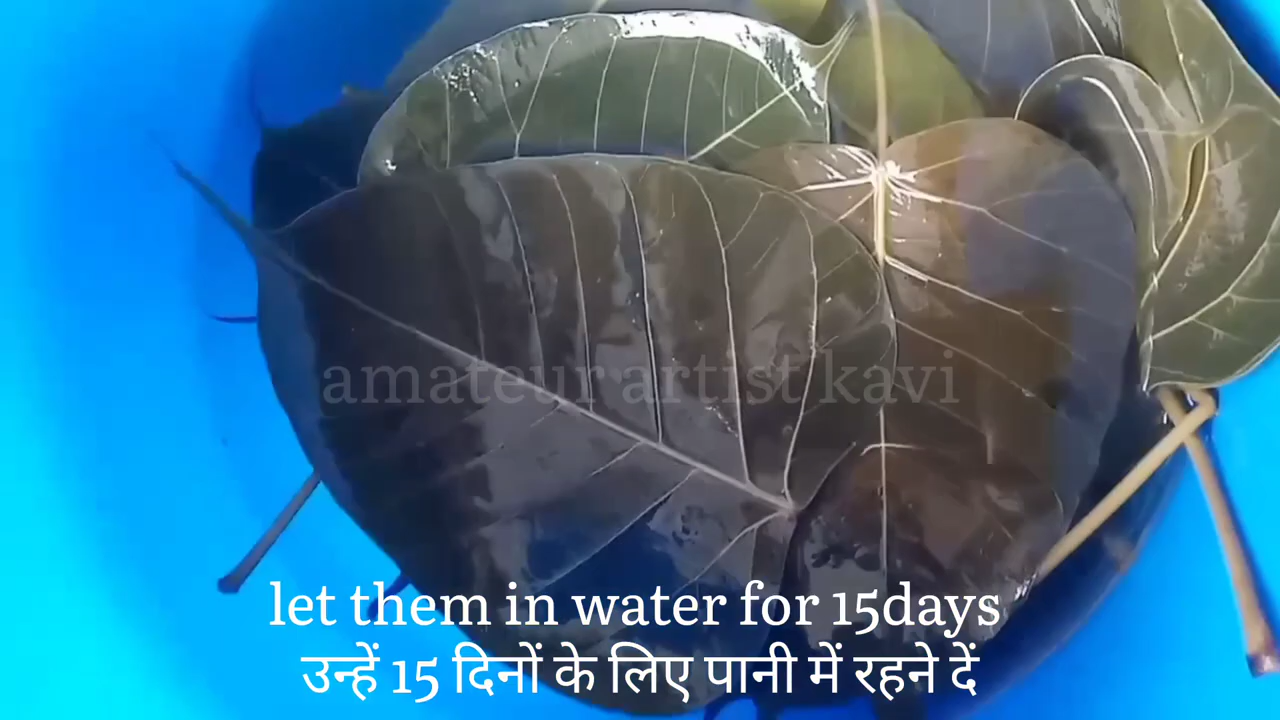 amateur artist kavi
let them in water for 15days
उन्हें 15 दिनों के लिए पानी में रहने दें